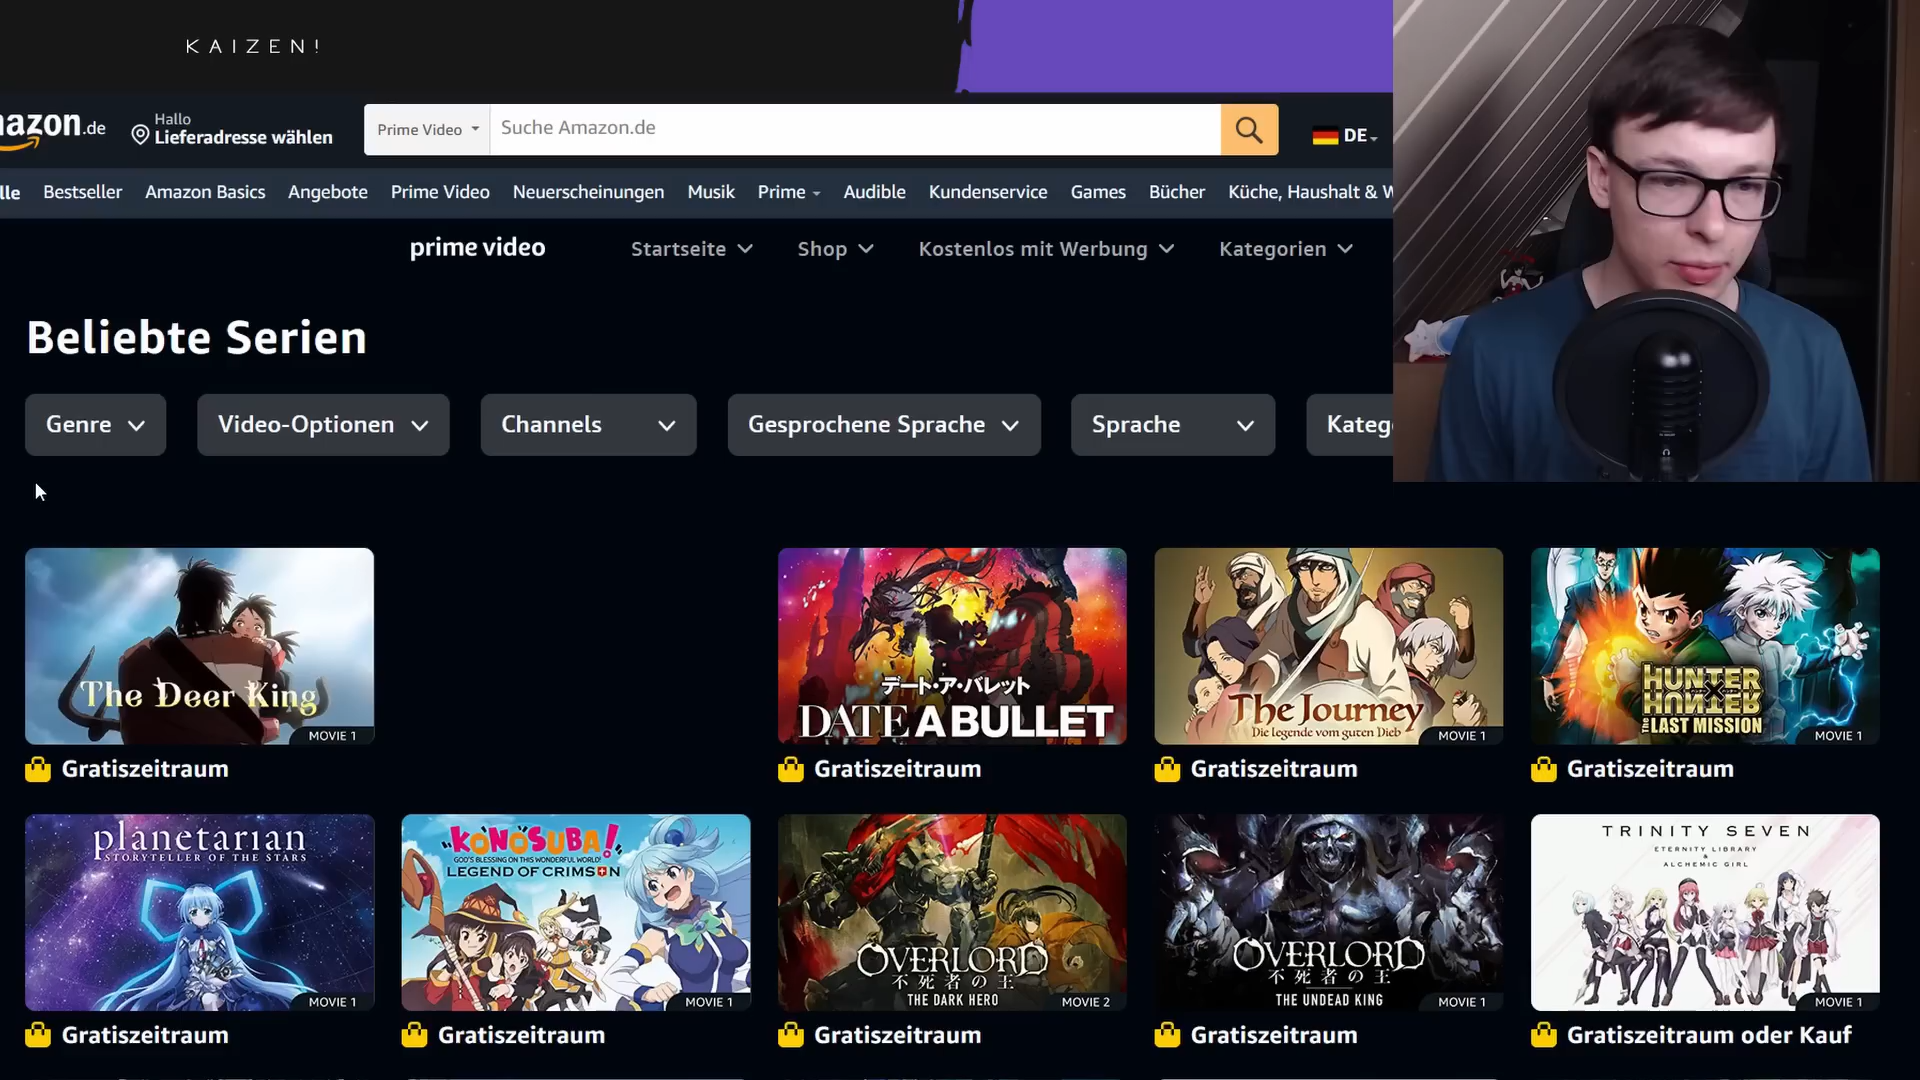 KAIZEN!
mazon.de
Hallo
Lieferadresse wählen
Prime Video
Suche Amazon.de
DE
lle
Bestseller
Amazon Basics
Angebote
Prime Video
Neuerscheinungen
Musik
Prime
Audible
Kundenservice
Games
Bücher
Küche, Haushalt & W
prime video
Startseite
Shop
Kostenlos mit Werbung
Kategorien
Beliebte Serien
Genre
Video-Optionen
Channels
Gesprochene Sprache
Sprache
Kateg
The Deer King
MOVIE 1
デート・ア・バレット
DATE A BULLET
The Journey
Die Legende vom guten Dieb
MOVIE 1
HUNTER X HUNTER
The LAST MISSION
MOVIE 1
Gratiszeitraum
Gratiszeitraum
Gratiszeitraum
Gratiszeitraum
planetarian
STORYTELLER OF THE STARS
MOVIE 1
KONOSUBA!
GOD'S BLESSING ON THIS WONDERFUL WORLD!
LEGEND OF CRIMSON
MOVIE 1
OVERLORD
不死者の王
THE DARK HERO
MOVIE 2
OVERLORD
不死者の王
THE UNDEAD KING
MOVIE 1
TRINITY SEVEN
ETERNITY LIBRARY
&
ALCHEMIC GIRL
MOVIE 1
Gratiszeitraum
Gratiszeitraum
Gratiszeitraum
Gratiszeitraum
Gratiszeitraum oder Kauf